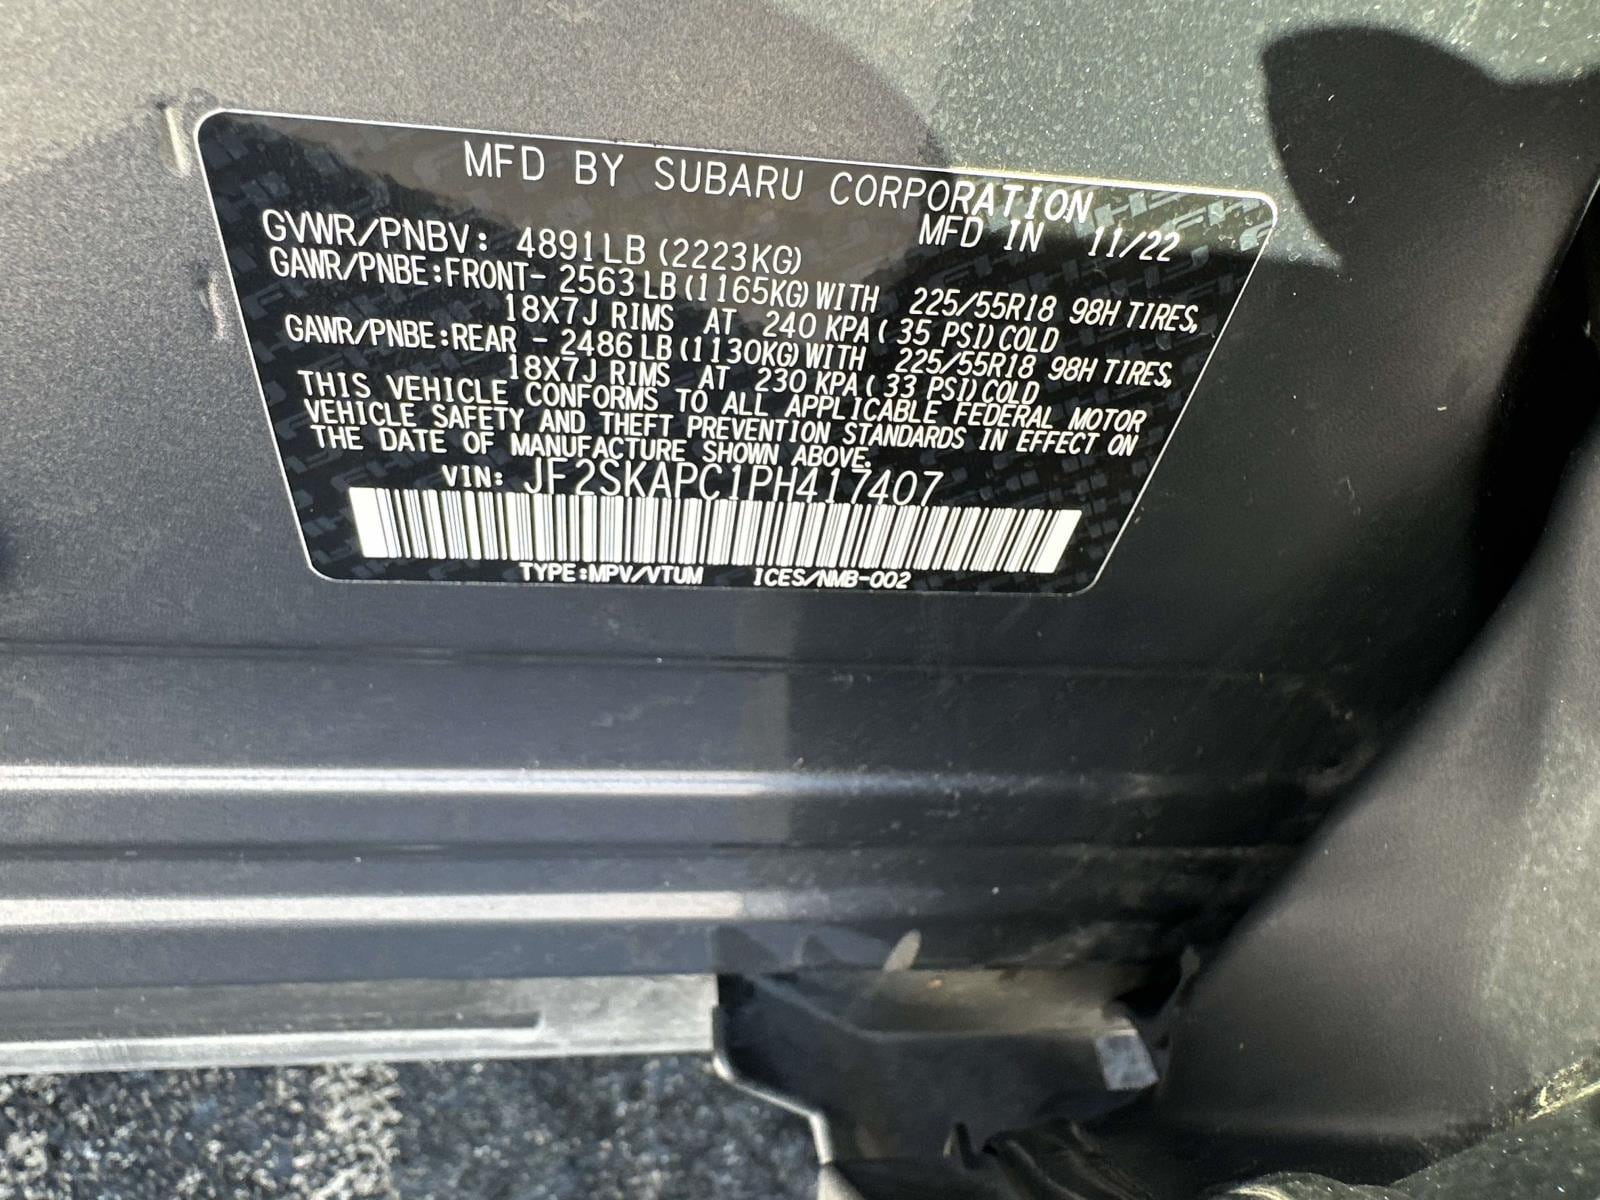 MFD BY SUBARU CORPORATION
MFD IN 11/22
GVWR/PNBV: 4891LB (2223KG)
GAWR/PNBE:FRONT- 2563 LB (1165KG) WITH 225/55R18 98H TIRES,
18X7J RIMS AT 240 KPA ( 35 PSI) COLD
GAWR/PNBE:REAR - 2486 LB (1130KG) WITH 225/55R18 98H TIRES,
18X7J RIMS AT 230 KPA ( 33 PSI) COLD
THIS VEHICLE CONFORMS TO ALL APPLICABLE FEDERAL MOTOR
VEHICLE SAFETY AND THEFT PREVENTION STANDARDS IN EFFECT ON
THE DATE OF MANUFACTURE SHOWN ABOVE.
VIN: JF2SKAPC1PH417407
TYPE:MPV/VTUM ICES/NMB-002